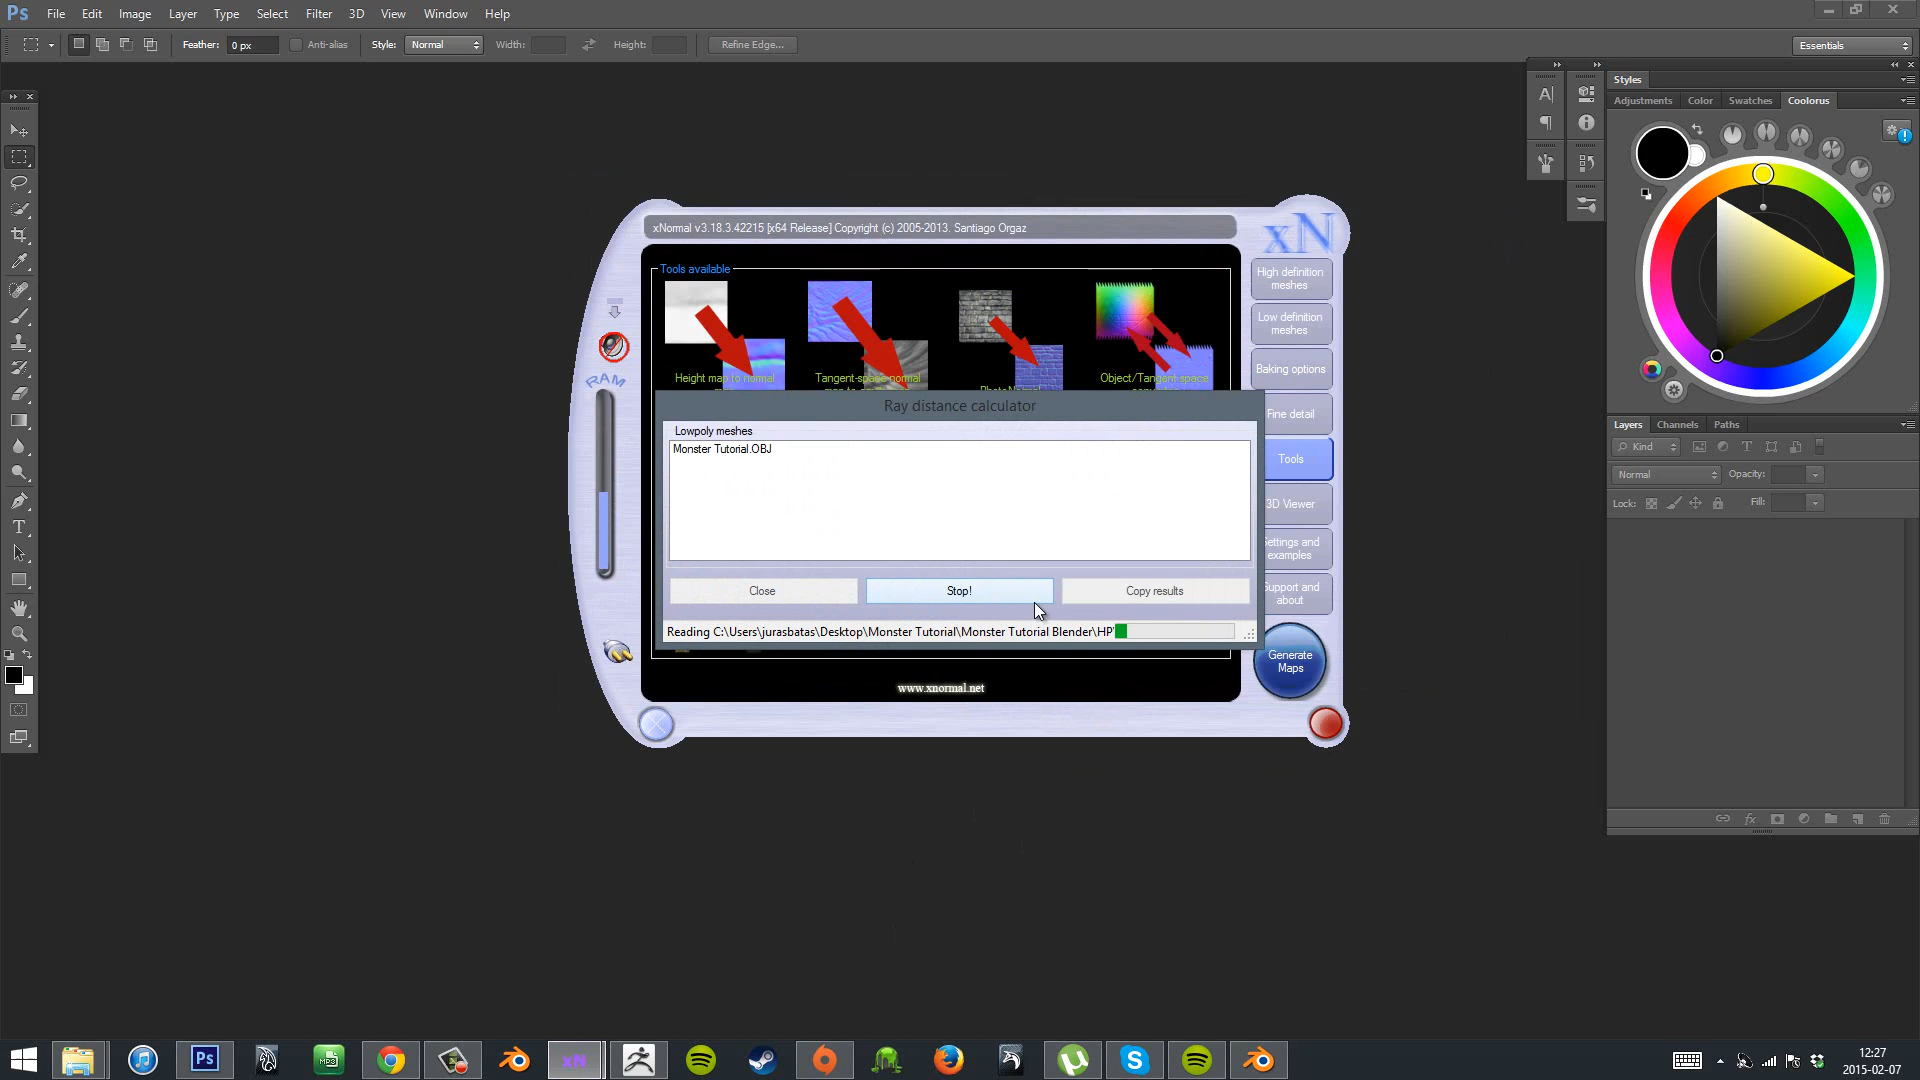 Ps File Edit Image Layer Type Select Filter 3D View Window Help
Feather: 0 px Anti-alias Style: Normal Width: Height: Refine Edge... Essentials
Styles
Adjustments Color Swatches Coolorus
xNormal v3.18.3.42215 [x64 Release] Copyright (c) 2005-2013. Santiago Orgaz
xN
Tools available
High definition
meshes
Low definition
meshes
Baking options
Fine detail
Tools
3D Viewer
Settings and
examples
Support and
about
Generate
Maps
RAM
Height map to normal
Tangent-space normal
Object/Tangent space
Ray distance calculator
Lowpoly meshes
Monster Tutorial.OBJ
Close Stop! Copy results
Reading C:\Users\jurasbatas\Desktop\Monster Tutorial\Monster Tutorial Blender\HP
www.xnormal.net
Layers Channels Paths
Kind
Normal Opacity:
Lock: Fill:
12:27
2015-02-07